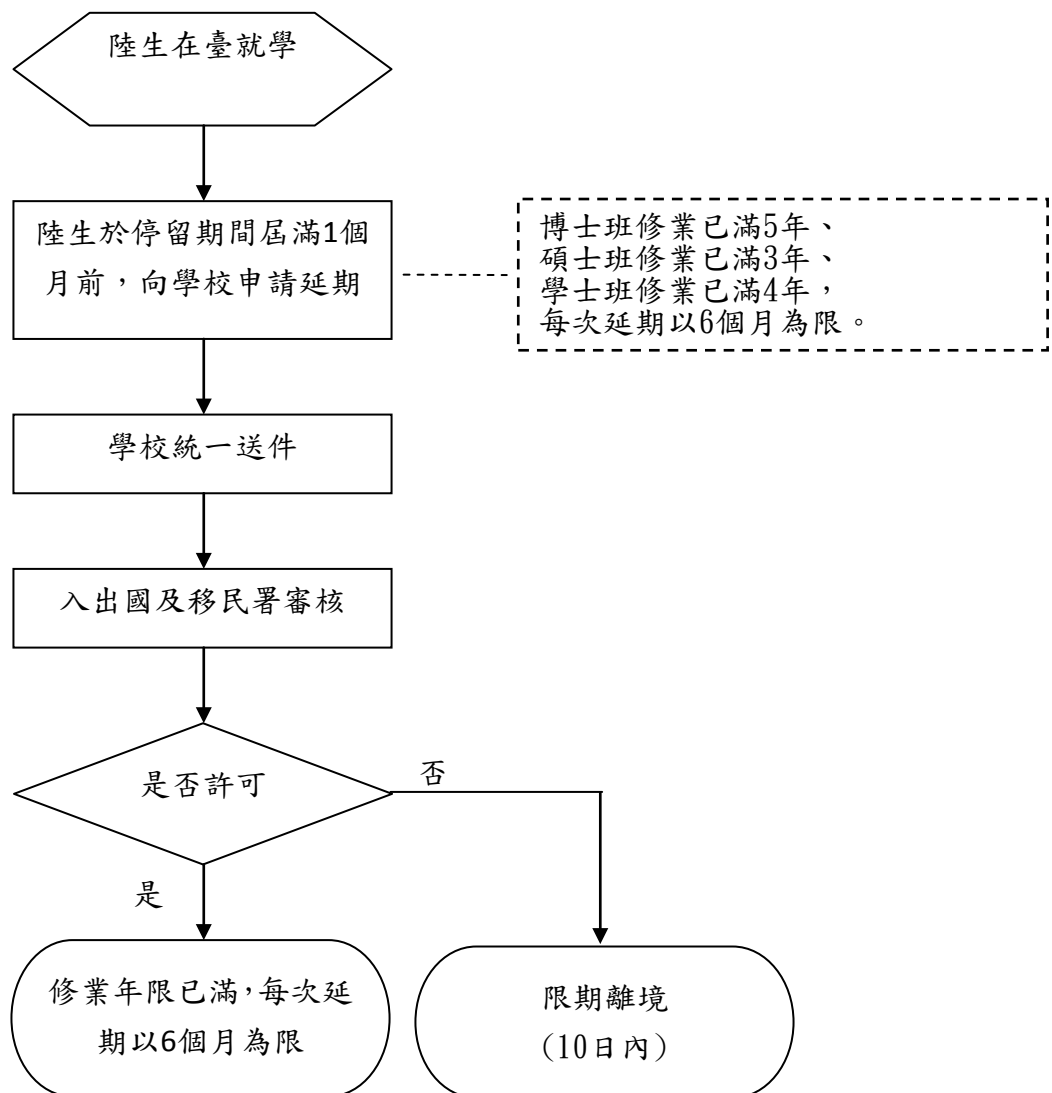 陸生在臺就學
陸生於停留期間屆滿1個
月前，向學校申請延期
博士班修業已滿5年、
碩士班修業已滿3年、
學士班修業已滿4年，
每次延期以6個月為限。
學校統一送件
入出國及移民署審核
是否許可
否
是
修業年限已滿，每次延
期以6個月為限
限期離境
(10日內)